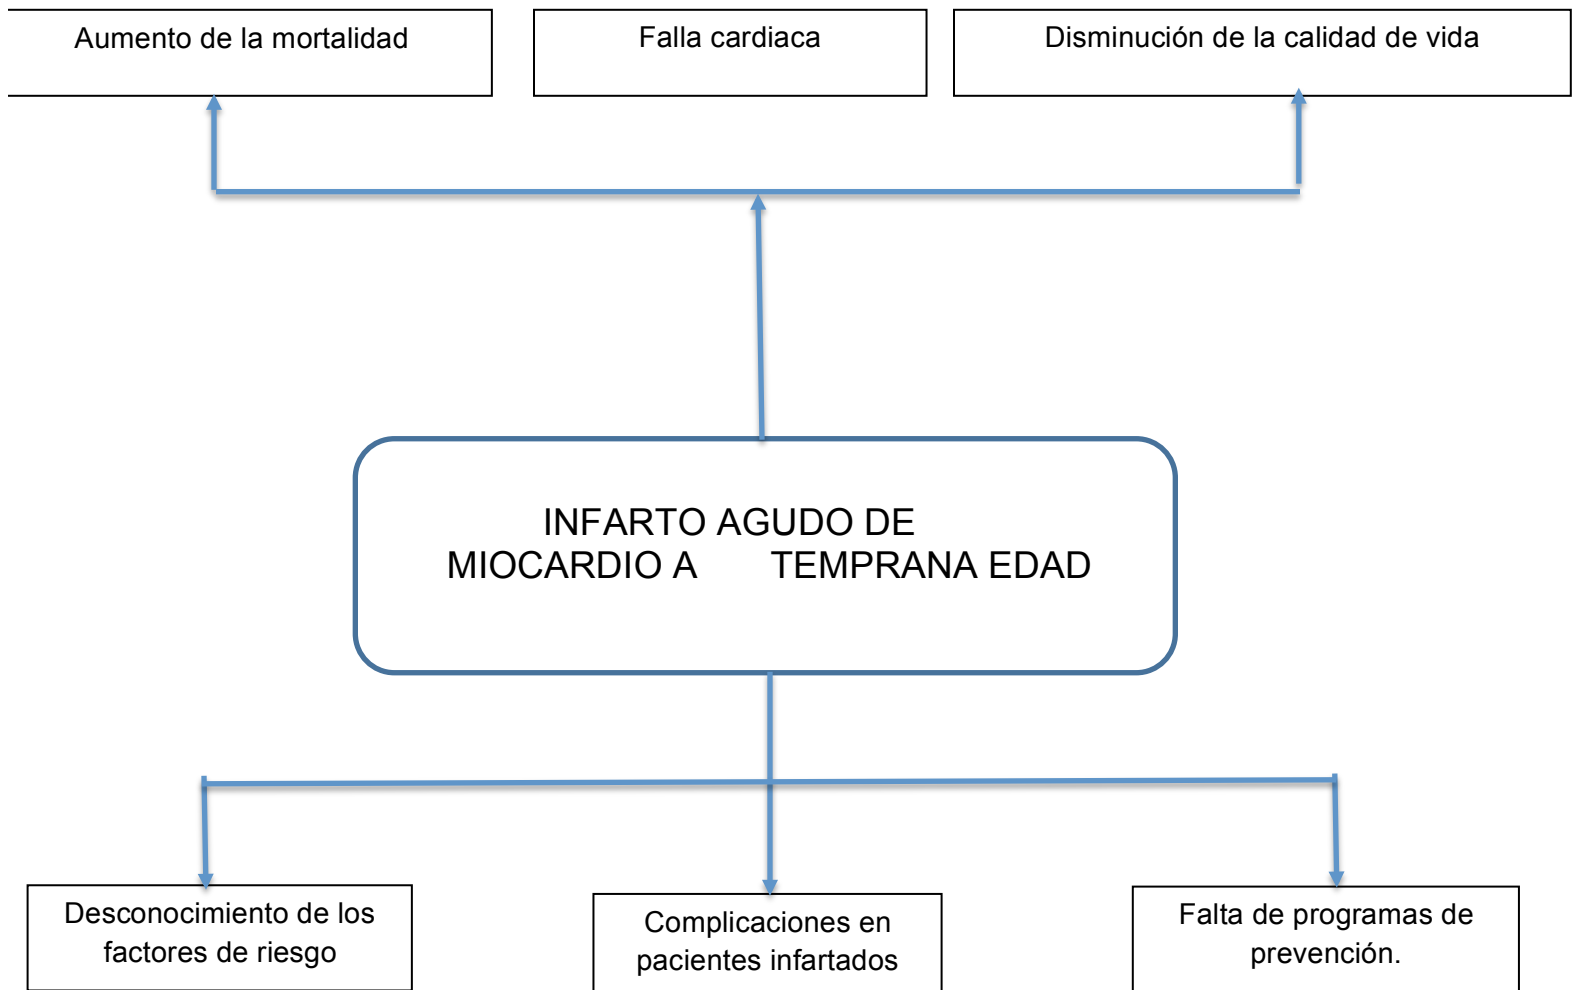 Aumento de la mortalidad
Falla cardiaca
Disminución de la calidad de vida
INFARTO AGUDO DE
MIOCARDIO A TEMPRANA EDAD
Desconocimiento de los
factores de riesgo
Complicaciones en
pacientes infartados
Falta de programas de
prevención.